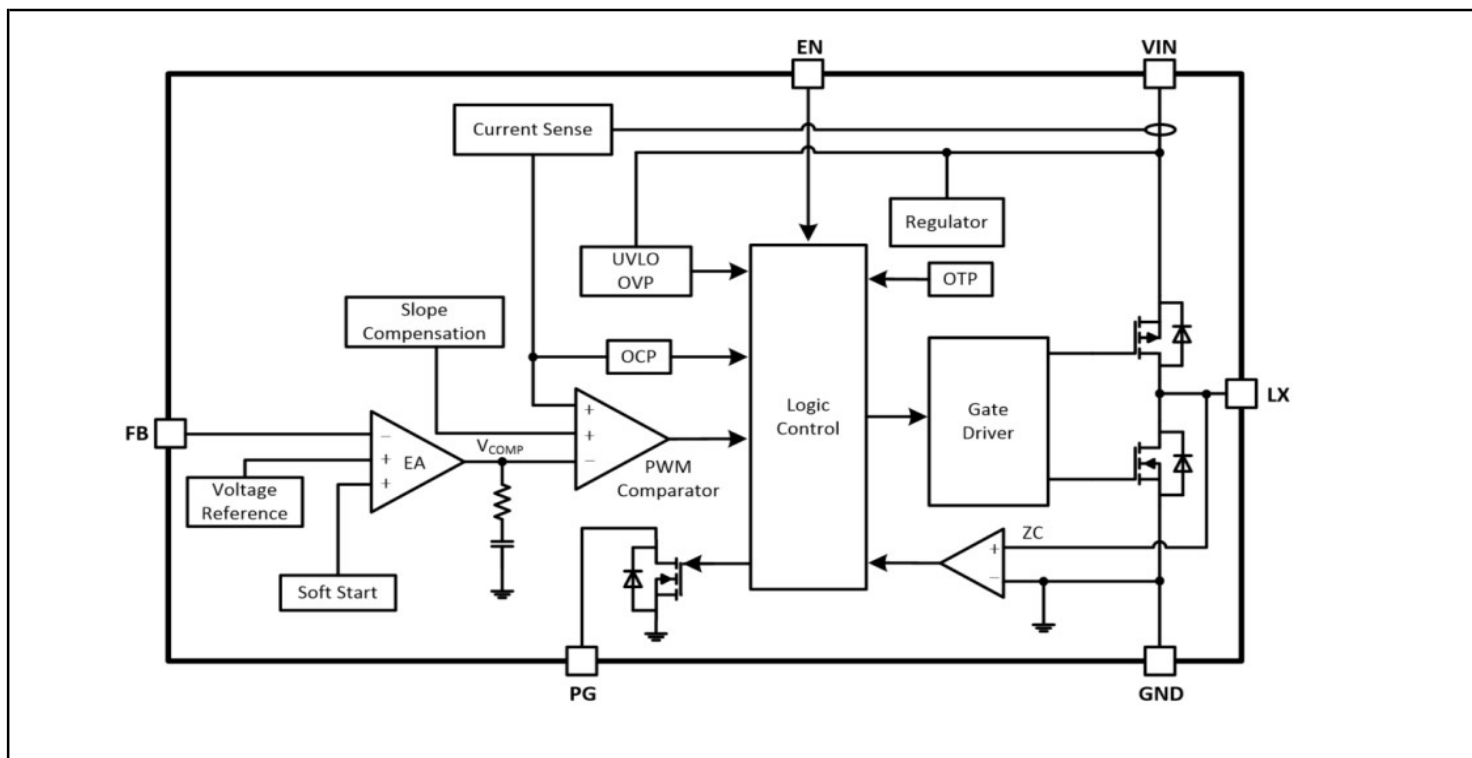 EN
VIN
Current Sense
Regulator
UVLO
OVP
OTP
Slope
Compensation
OCP
Logic
Control
Gate
Driver
LX
FB
−
+
+
EA
VCOMP
+
+
−
PWM
Comparator
Voltage
Reference
Soft Start
ZC
+
−
PG
GND